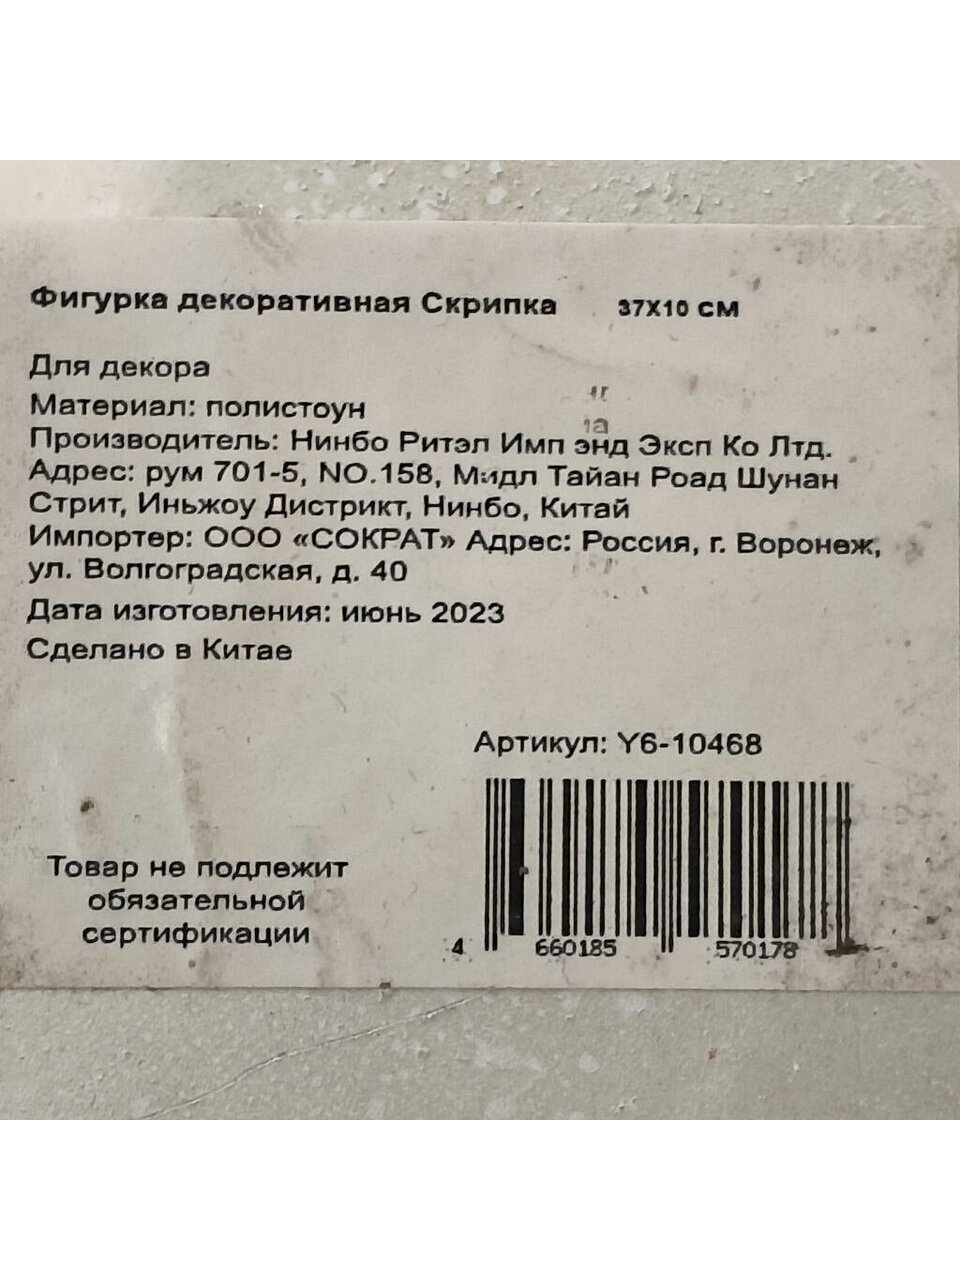 Фигурка декоративная Скрипка 37X10 СМ
Для декора
Материал: полистоун
Производитель: Нинбо Ритэл Имп энд Эксп Ко Лтд.
Адрес: рум 701-5, NO.158, Мидл Тайан Роад Шунан
Стрит, Иньжоу Дистрикт, Нинбо, Китай
Импортер: ООО «СОКРАТ» Адрес: Россия, г. Воронеж,
ул. Волгоградская, д. 40
Дата изготовления: июнь 2023
Сделано в Китае
Артикул: Y6-10468
Товар не подлежит
обязательной
сертификации
4 660185 570178